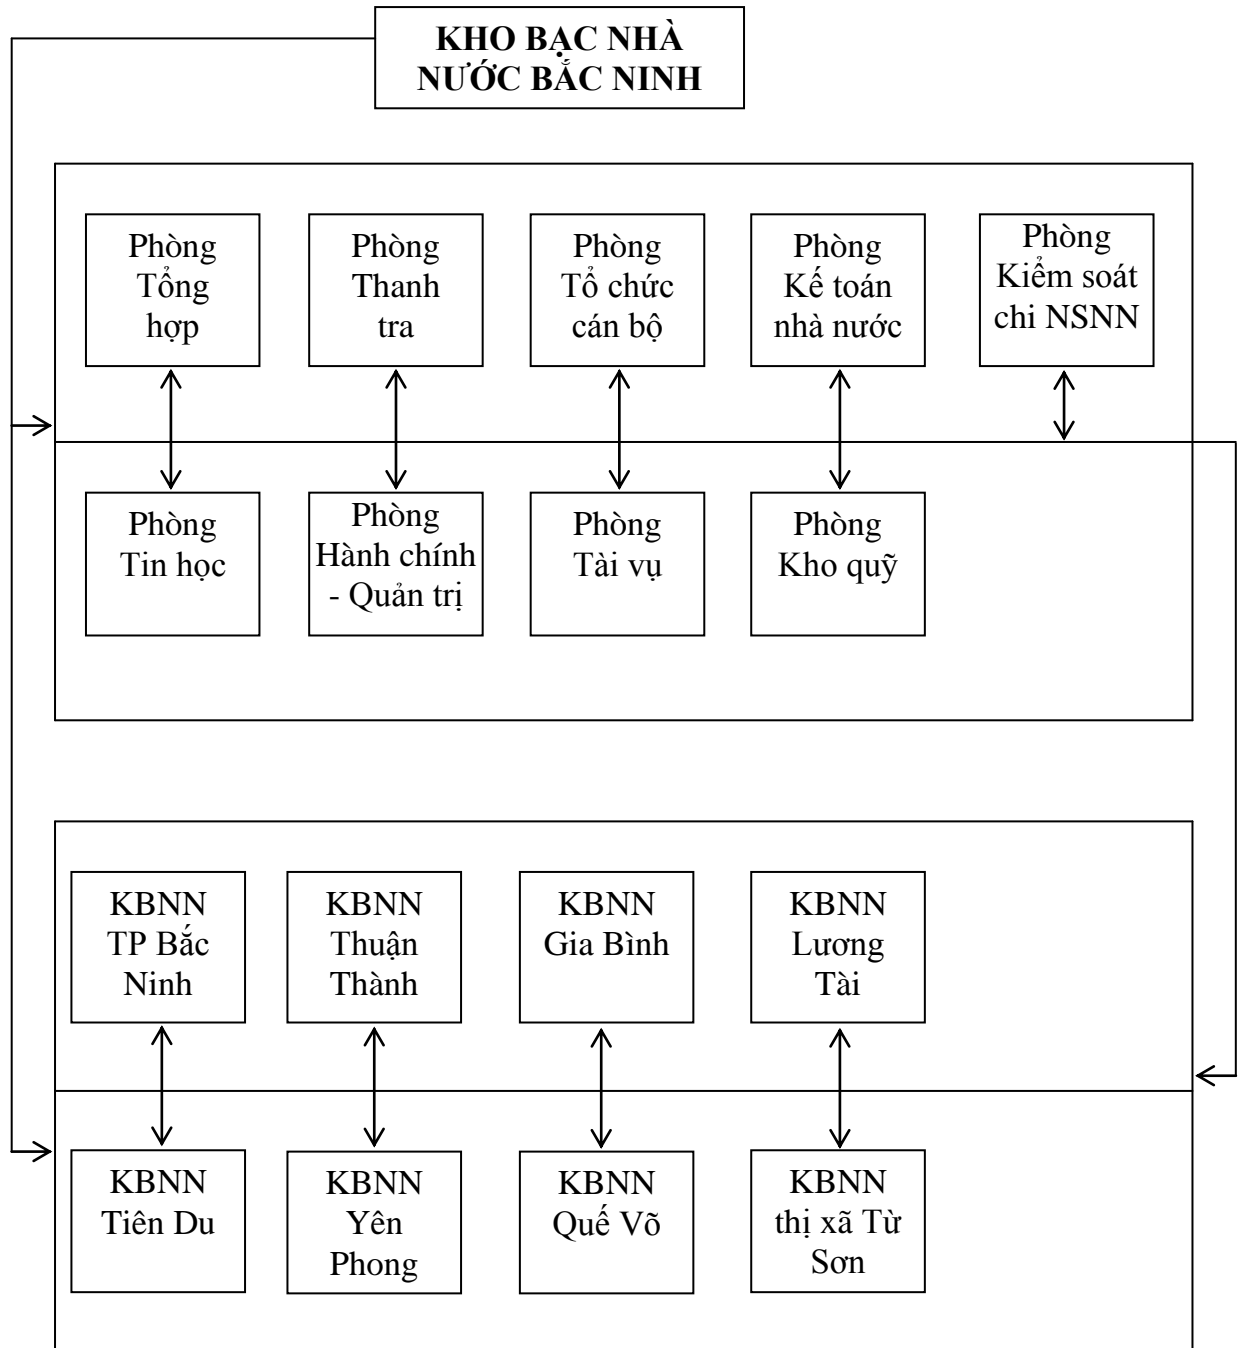 KHO BẠC NHÀ
NƯỚC BẮC NINH
Phòng
Tổng
hợp
Phòng
Thanh
tra
Phòng
Tổ chức
cán bộ
Phòng
Kế toán
nhà nước
Phòng
Kiểm soát
chi NSNN
Phòng
Tin học
Phòng
Hành chính
- Quản trị
Phòng
Tài vụ
Phòng
Kho quỹ
KBNN
TP Bắc
Ninh
KBNN
Thuận
Thành
KBNN
Gia Bình
KBNN
Lương
Tài
KBNN
Tiên Du
KBNN
Yên
Phong
KBNN
Quế Võ
KBNN
thị xã Từ
Sơn